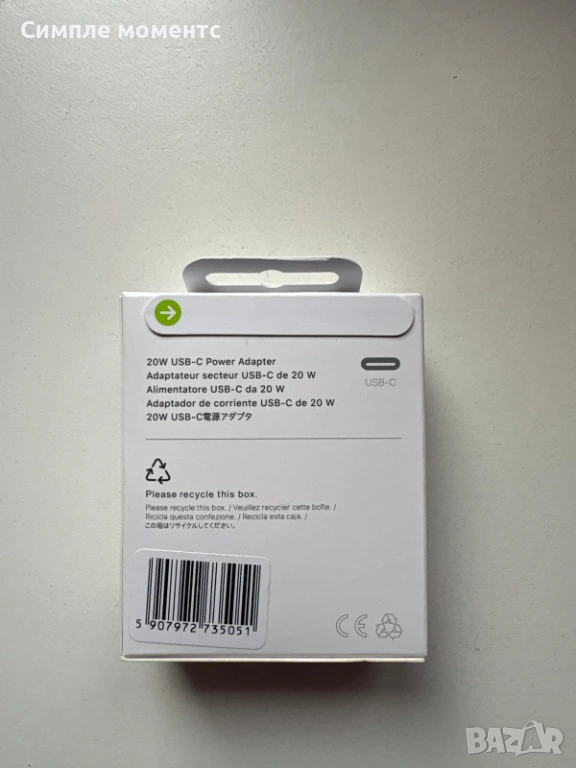 Симпле моментс
20W USB-C Power Adapter
Adaptateur secteur USB-C de 20 W
Alimentatore USB-C da 20 W
Adaptador de corriente USB-C de 20 W
20W USB-C電源アダプタ
USB-C
Please recycle this box.
Please recycle this box. / Veuillez recycler cette boîte. /
Ricicla questa confezione. / Recicla esta caja. /
この箱はリサイクルしてください。
5 907972 735051
CE
BAZAR